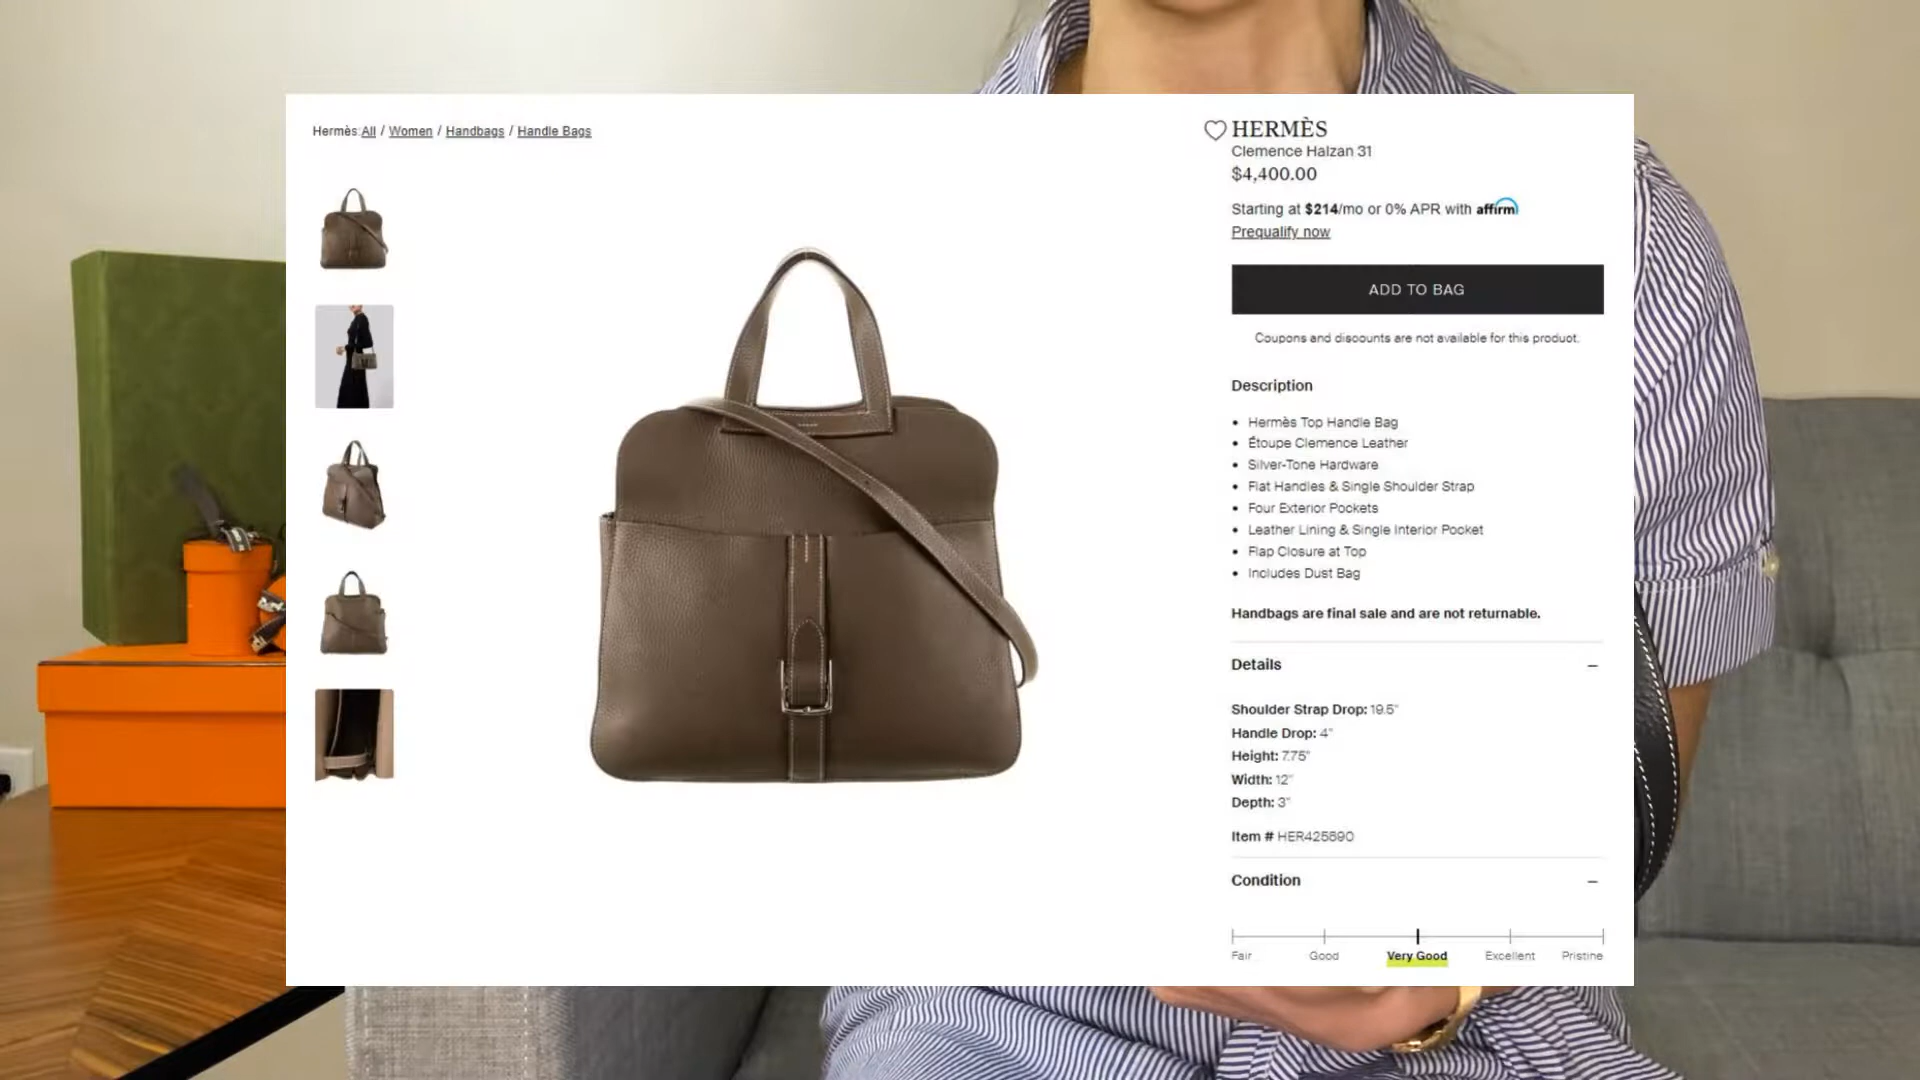 Hermès:All / Women / Handbags / Handle Bags
HERMÈS
Clemence Halzan 31
$4,400.00
Starting at $214/mo or 0% APR with affirm
Prequalify now
ADD TO BAG
Coupons and discounts are not available for this product.
Description
Hermès Top Handle Bag
Étoupe Clemence Leather
Silver-Tone Hardware
Flat Handles & Single Shoulder Strap
Four Exterior Pockets
Leather Lining & Single Interior Pocket
Flap Closure at Top
Includes Dust Bag
Handbags are final sale and are not returnable.
Details
Shoulder Strap Drop: 19.5"
Handle Drop: 4"
Height: 7.75"
Width: 12"
Depth: 3"
Item # HER425890
Condition
Fair Good Very Good Excellent Pristine